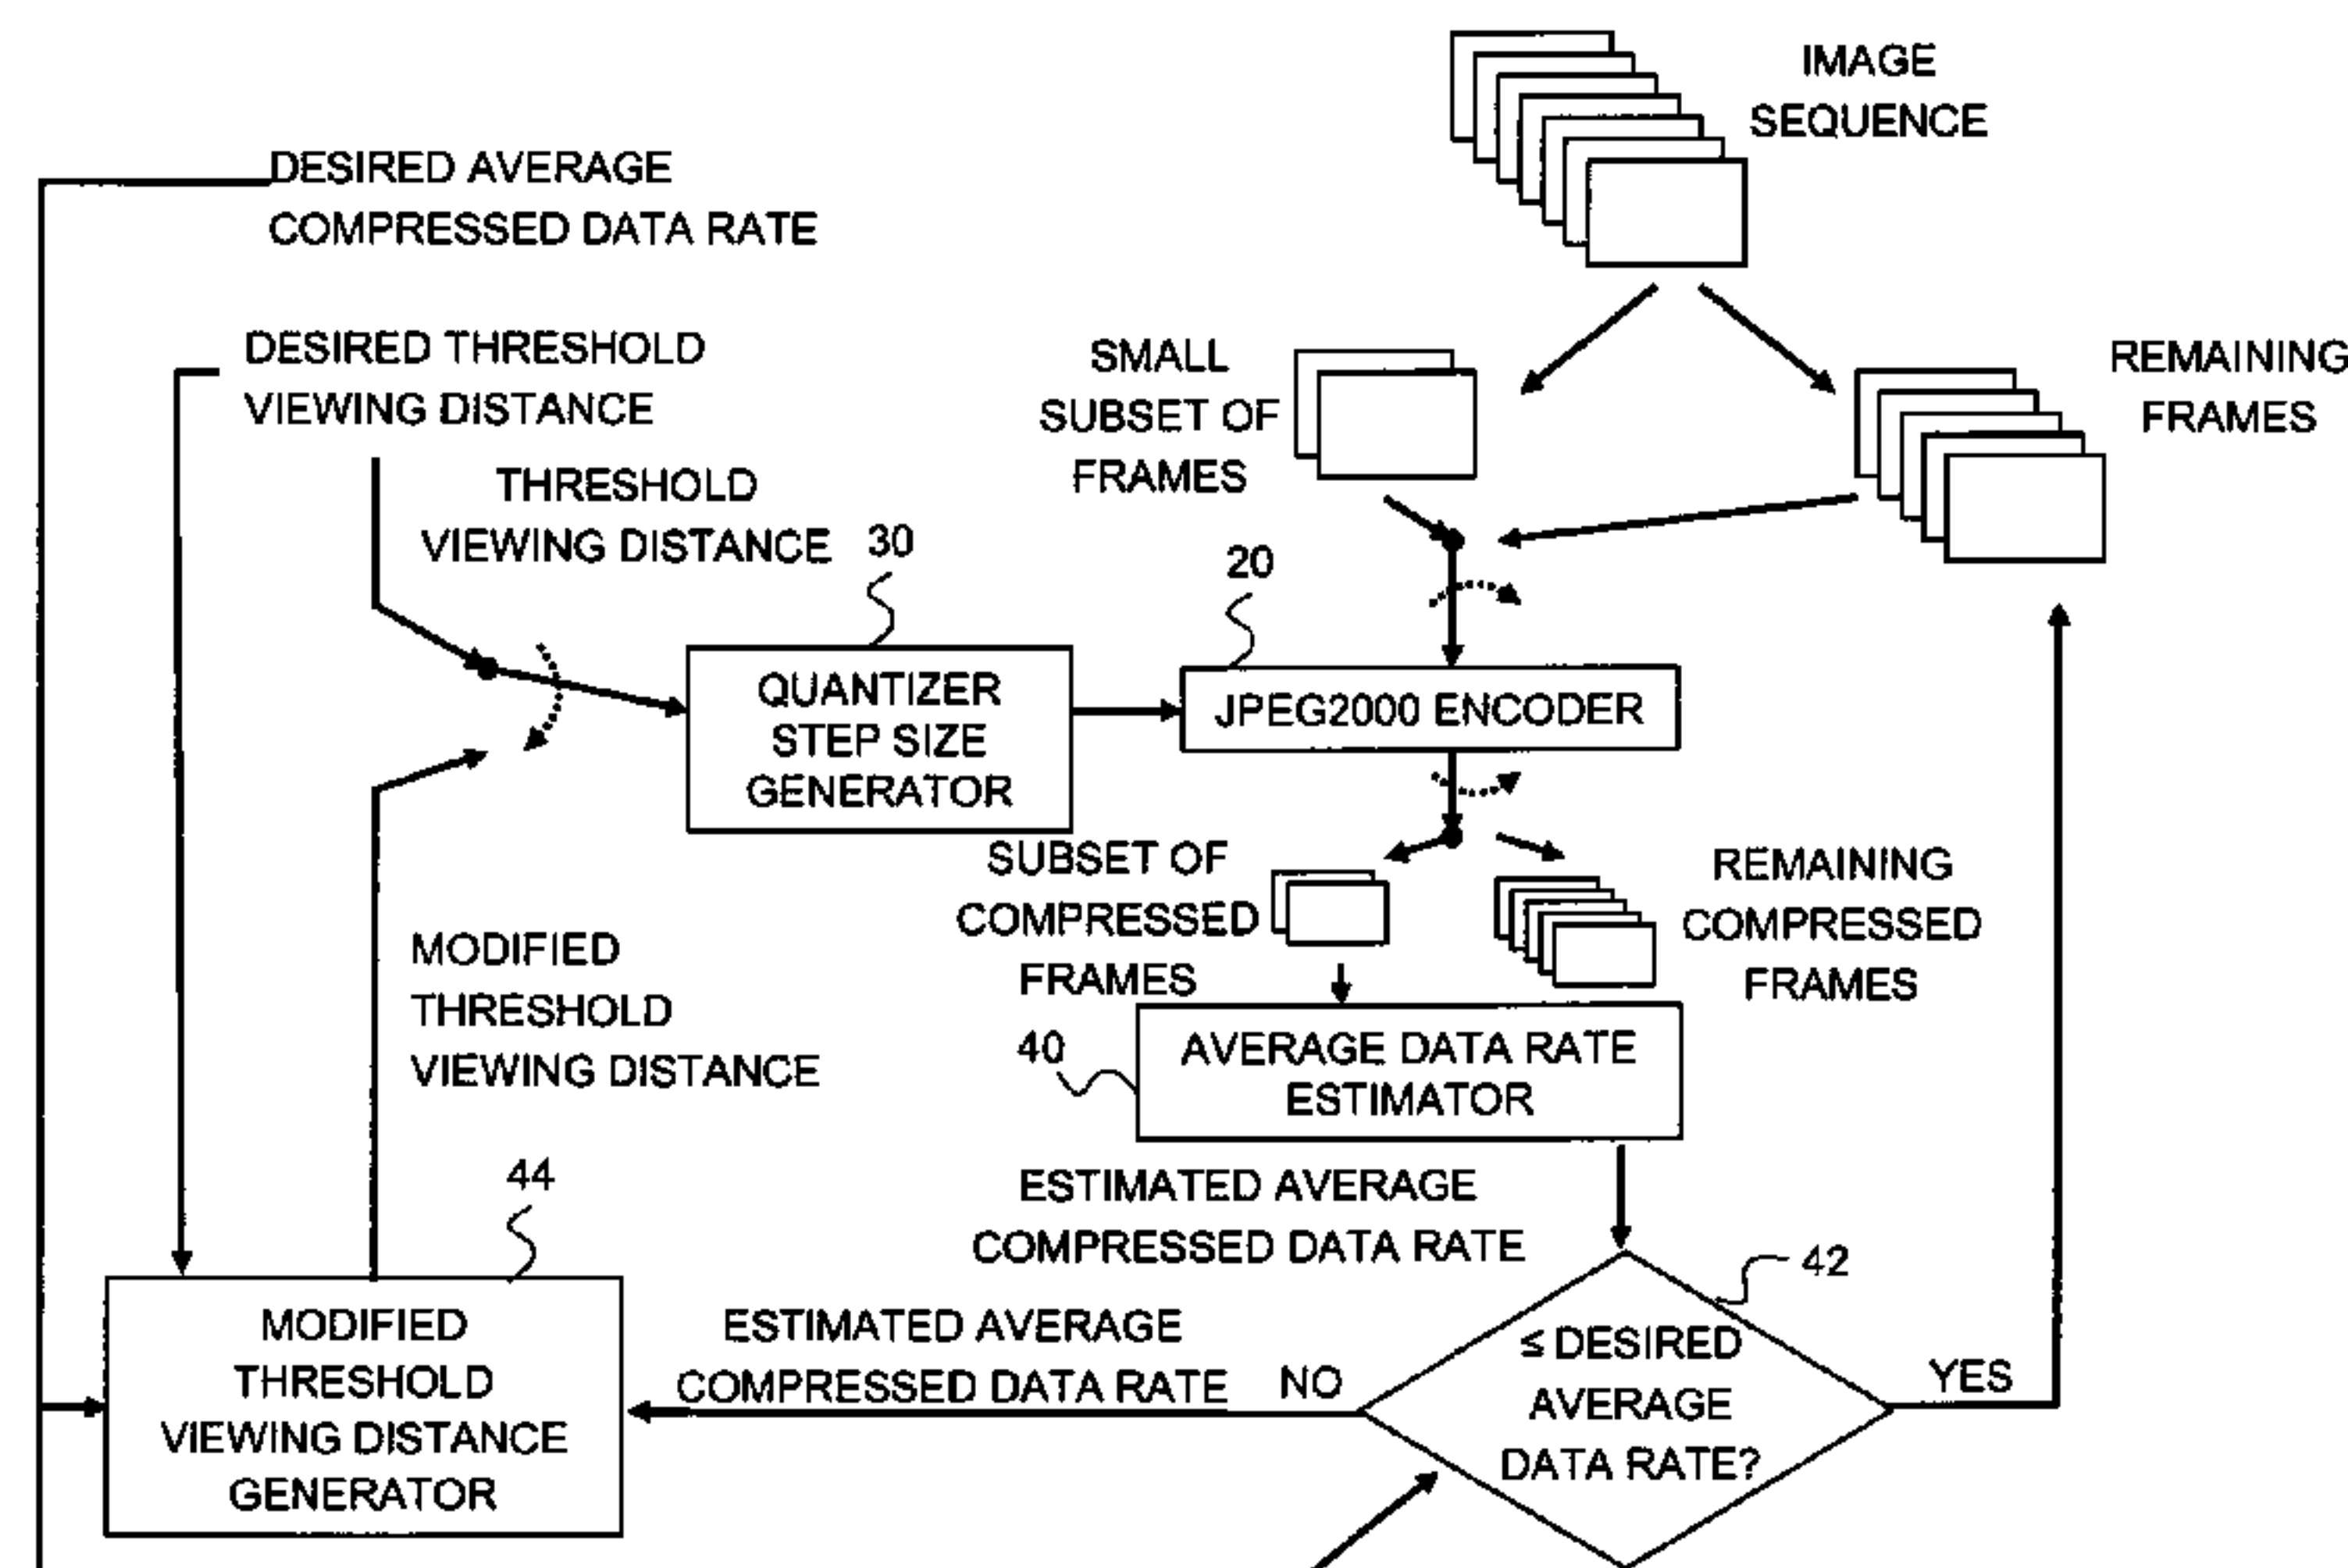 IMAGE
SEQUENCE
DESIRED AVERAGE
COMPRESSED DATA RATE
DESIRED THRESHOLD
VIEWING DISTANCE
SMALL
SUBSET OF
FRAMES
REMAINING
FRAMES
THRESHOLD
VIEWING DISTANCE
30
20
QUANTIZER
STEP SIZE
GENERATOR
JPEG2000 ENCODER
SUBSET OF
COMPRESSED
FRAMES
REMAINING
COMPRESSED
FRAMES
MODIFIED
THRESHOLD
VIEWING DISTANCE
40
AVERAGE DATA RATE
ESTIMATOR
44
ESTIMATED AVERAGE
COMPRESSED DATA RATE
42
MODIFIED
THRESHOLD
VIEWING DISTANCE
GENERATOR
ESTIMATED AVERAGE
COMPRESSED DATA RATE
NO
≤ DESIRED
AVERAGE
DATA RATE?
YES